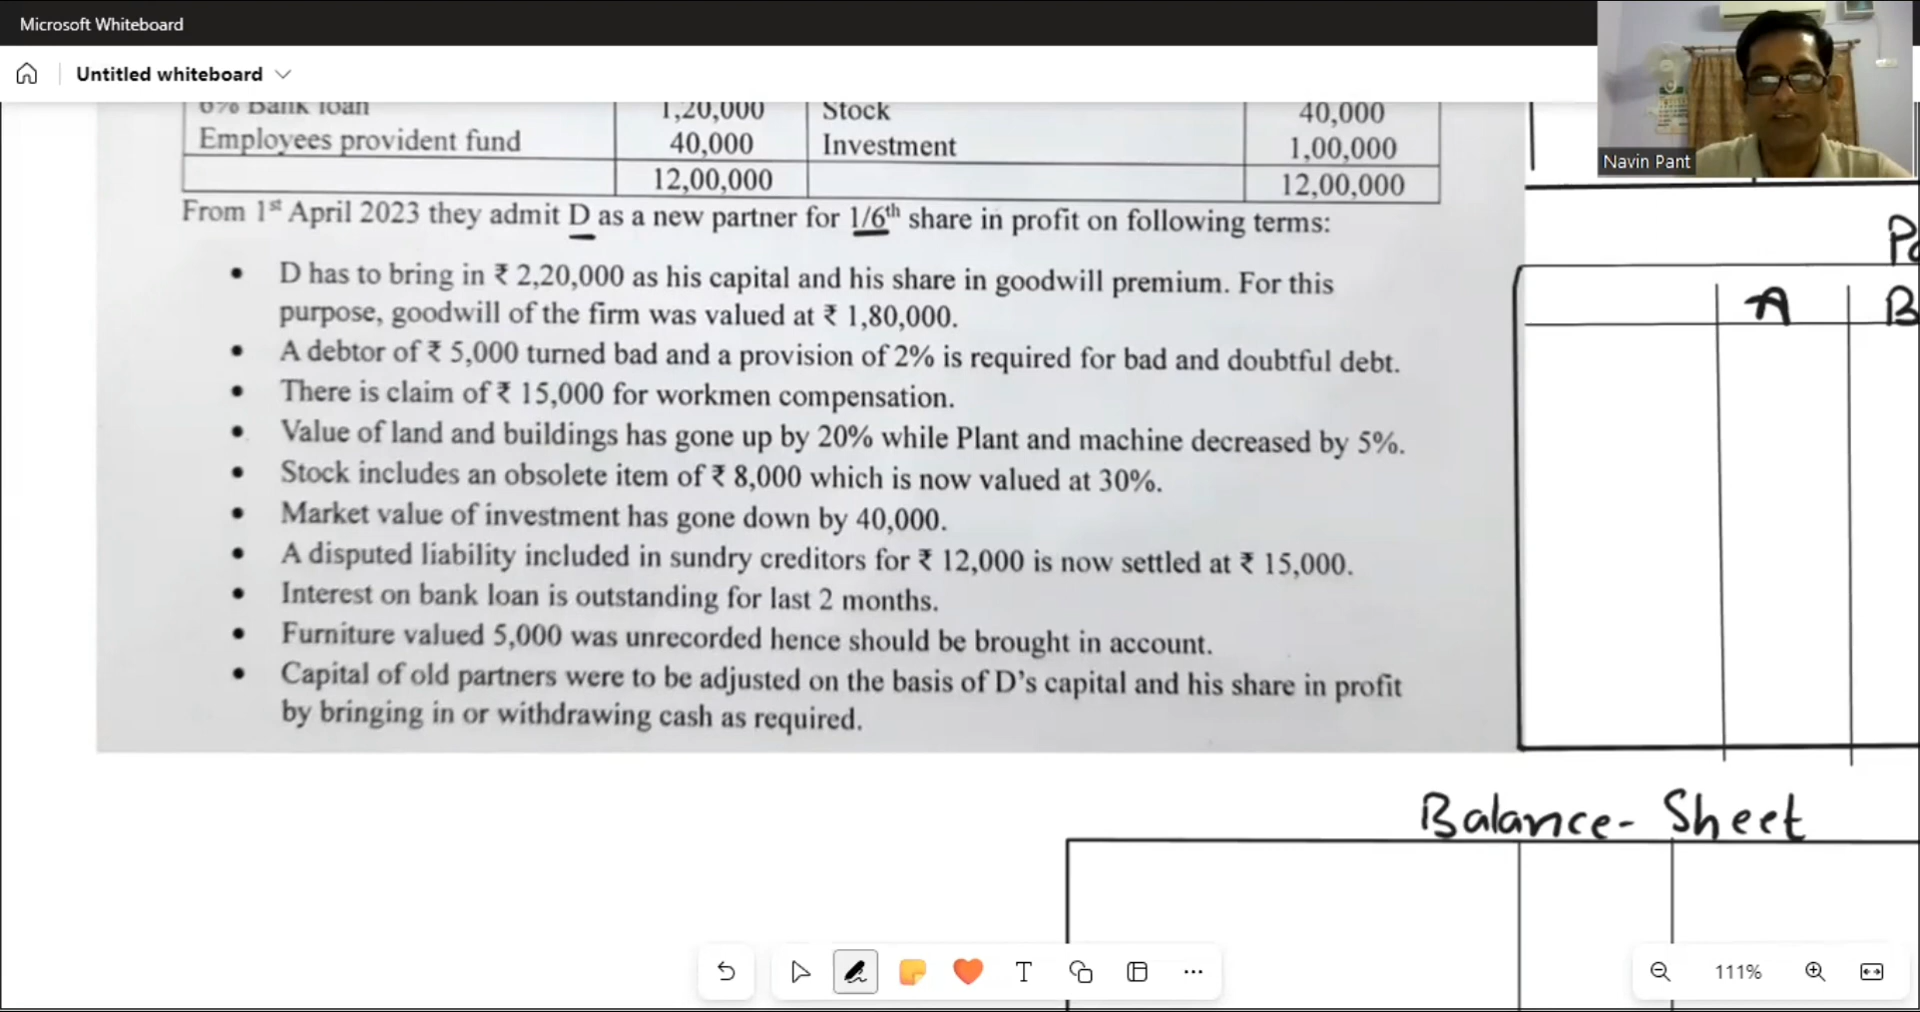 Microsoft Whiteboard
Untitled whiteboard
Navin Pant
6% Bank loan 1,20,000 Stock 40,000
Employees provident fund 40,000 Investment 1,00,000
12,00,000 12,00,000
From 1st April 2023 they admit D as a new partner for 1/6th share in profit on following terms:
• D has to bring in ₹ 2,20,000 as his capital and his share in goodwill premium. For this
purpose, goodwill of the firm was valued at ₹ 1,80,000.
• A debtor of ₹ 5,000 turned bad and a provision of 2% is required for bad and doubtful debt.
• There is claim of ₹ 15,000 for workmen compensation.
• Value of land and buildings has gone up by 20% while Plant and machine decreased by 5%.
• Stock includes an obsolete item of ₹ 8,000 which is now valued at 30%.
• Market value of investment has gone down by 40,000.
• A disputed liability included in sundry creditors for ₹ 12,000 is now settled at ₹ 15,000.
• Interest on bank loan is outstanding for last 2 months.
• Furniture valued 5,000 was unrecorded hence should be brought in account.
• Capital of old partners were to be adjusted on the basis of D's capital and his share in profit
by bringing in or withdrawing cash as required.
A B
Balance- Sheet
T
111%